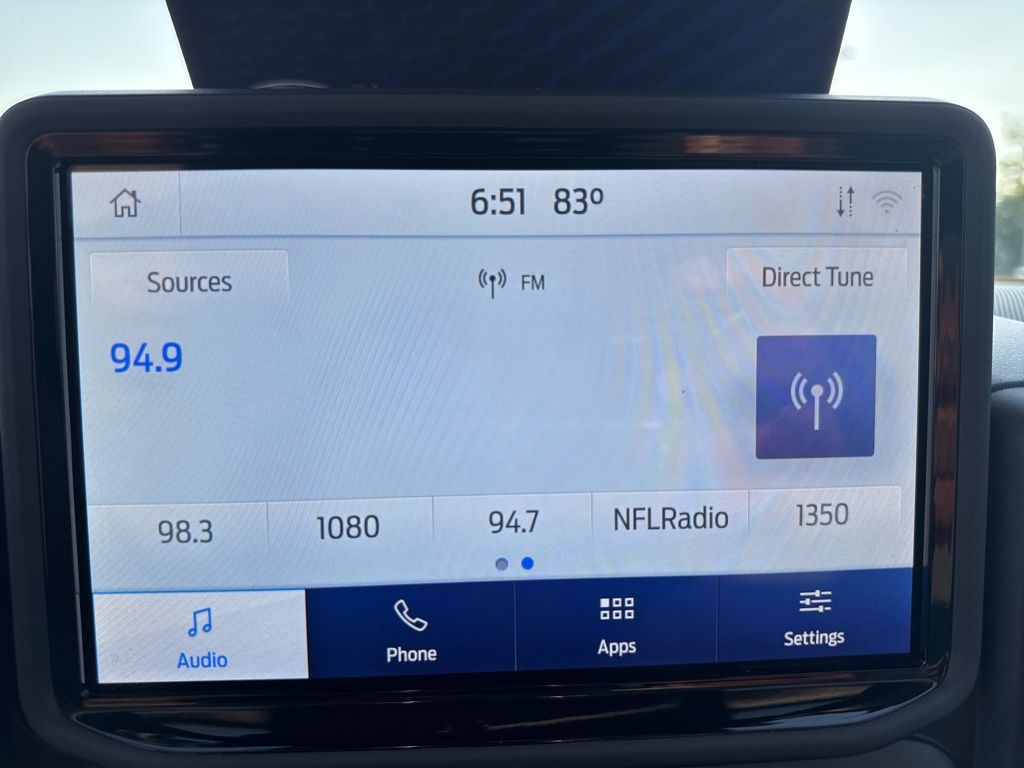 6:51 83º
Sources
FM
Direct Tune
94.9
98.3
1080
94.7
NFLRadio
1350
Audio
Phone
Apps
Settings